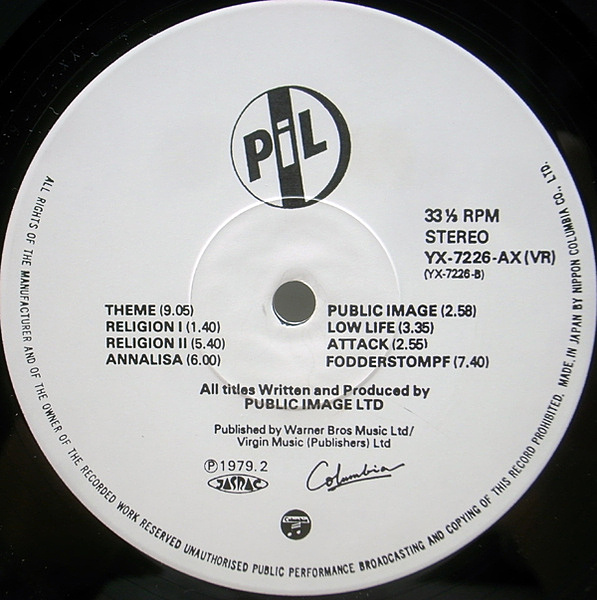 PiL
33⅓ RPM
STEREO
YX-7226-AX (VR)
(YX-7226-B)
THEME (9.05)
RELIGION I (1.40)
RELIGION II (5.40)
ANNALISA (6.00)
PUBLIC IMAGE (2.58)
LOW LIFE (3.35)
ATTACK (2.55)
FODDERSTOMPF (7.40)
All titles Written and Produced by
PUBLIC IMAGE LTD
Published by Warner Bros Music Ltd/
Virgin Music (Publishers) Ltd
Ⓟ1979.2
JASRAC
Columbia
Columbia
ALL RIGHTS OF THE MANUFACTURER AND OF THE OWNER OF THE RECORDED WORK RESERVED UNAUTHORISED PUBLIC PERFORMANCE BROADCASTING AND COPYING OF THIS RECORD PROHIBITED. MADE IN JAPAN BY NIPPON COLUMBIA CO., LTD.